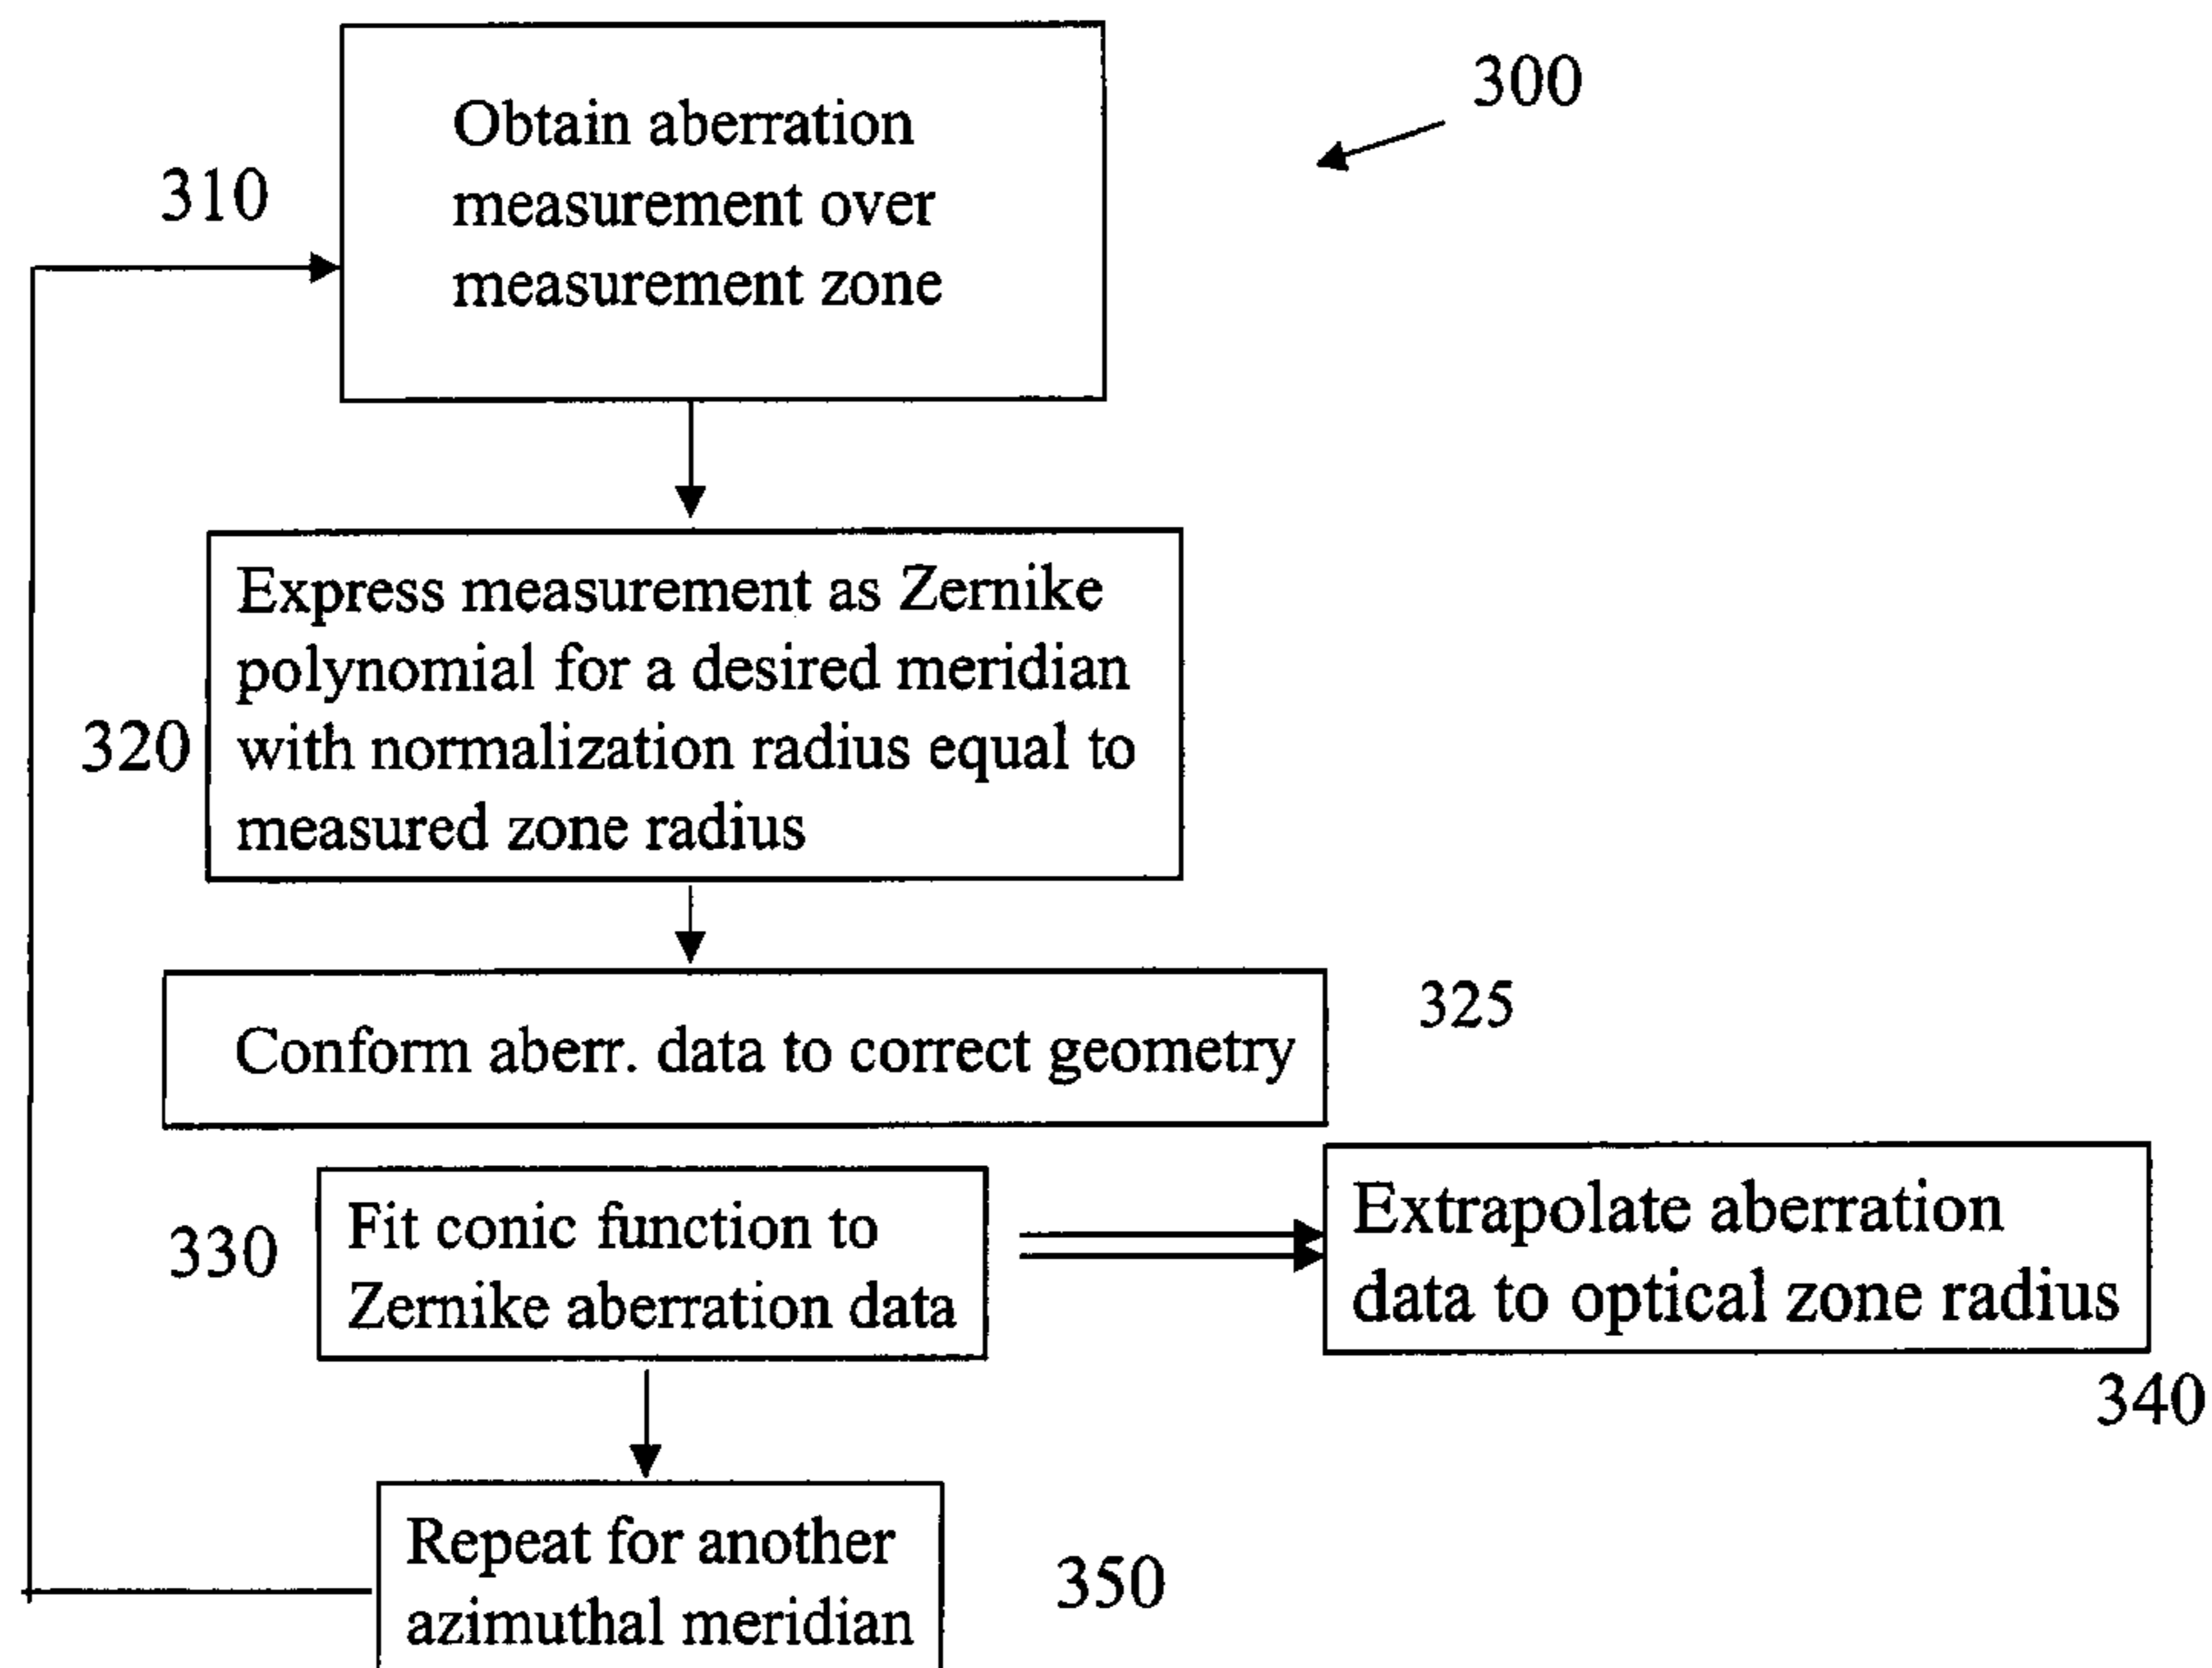 300
310
Obtain aberration
measurement over
measurement zone
320
Express measurement as Zernike
polynomial for a desired meridian
with normalization radius equal to
measured zone radius
325
Conform aberr. data to correct geometry
330
Fit conic function to
Zernike aberration data
Extrapolate aberration
data to optical zone radius
340
Repeat for another
azimuthal meridian
350